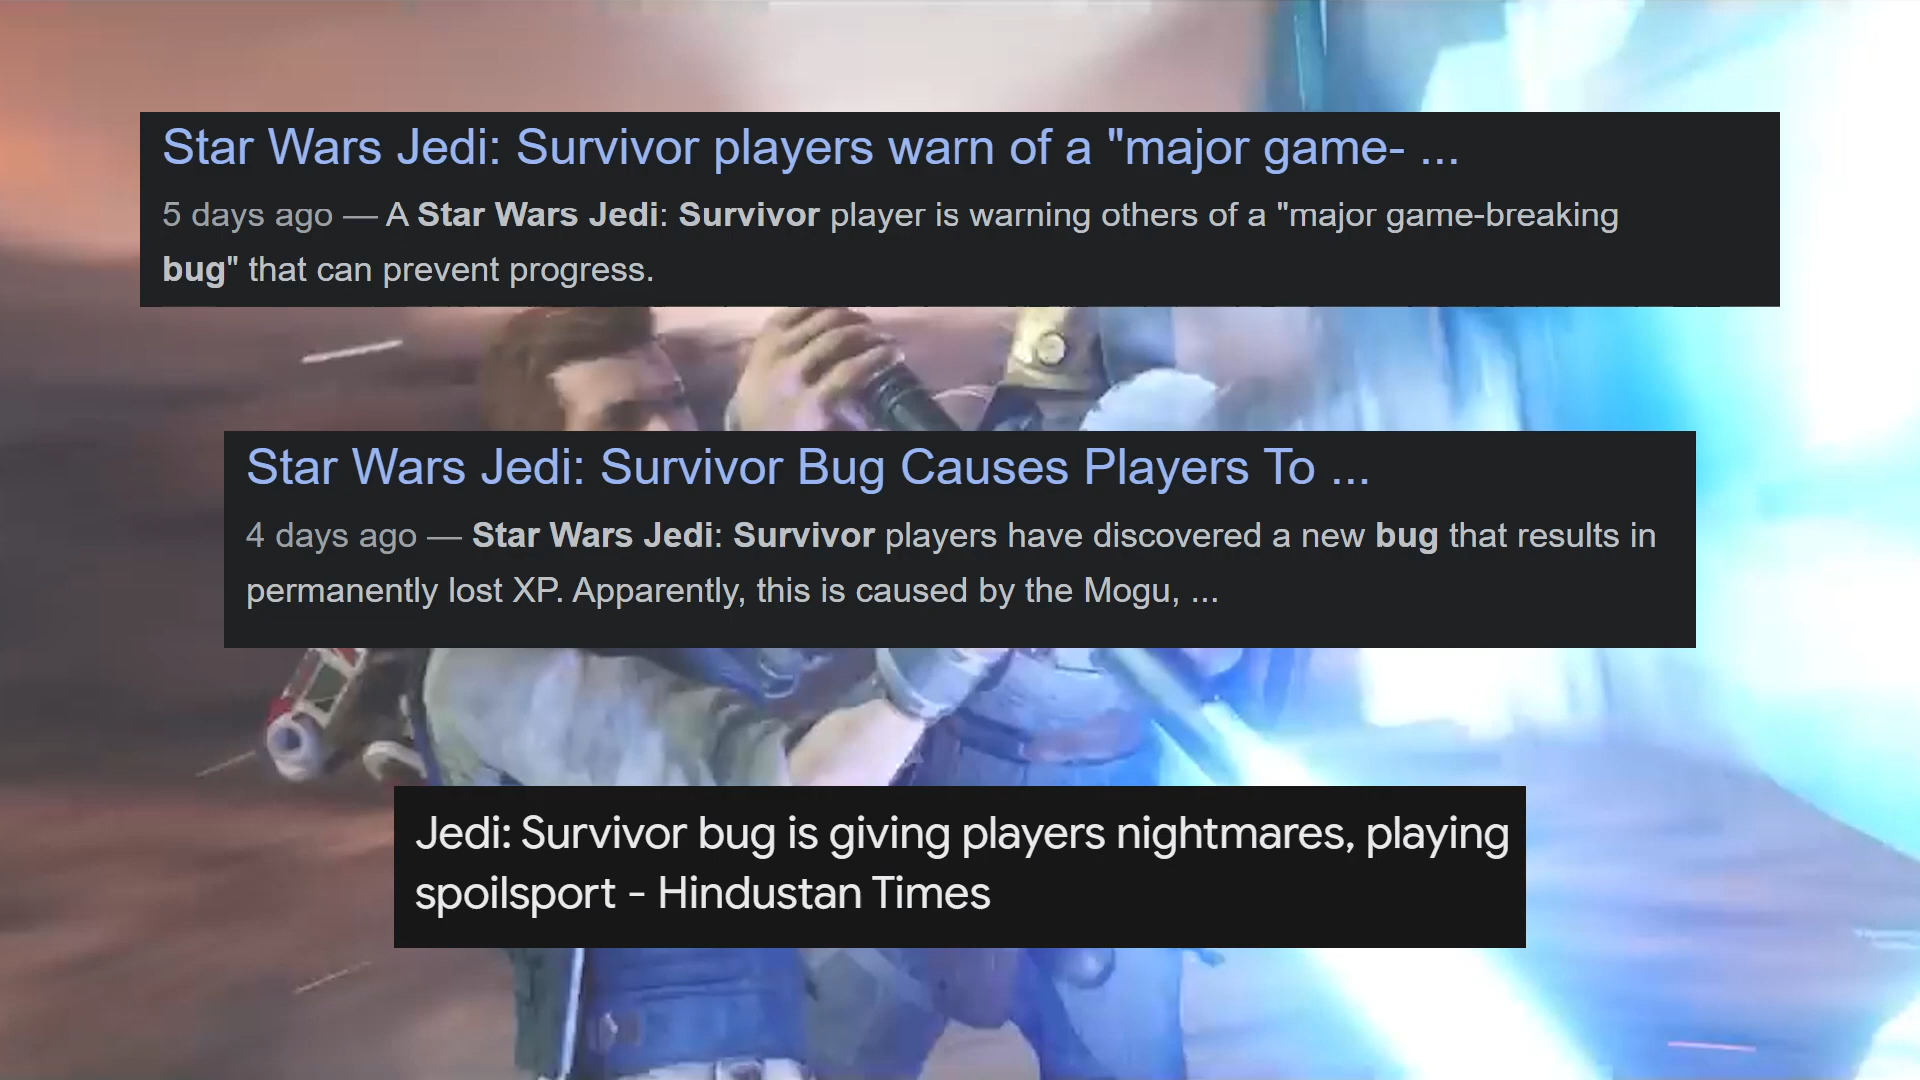 Star Wars Jedi: Survivor players warn of a "major game- ...
5 days ago — A Star Wars Jedi: Survivor player is warning others of a "major game-breaking
bug" that can prevent progress.
Star Wars Jedi: Survivor Bug Causes Players To ...
4 days ago — Star Wars Jedi: Survivor players have discovered a new bug that results in
permanently lost XP. Apparently, this is caused by the Mogu, ...
Jedi: Survivor bug is giving players nightmares, playing
spoilsport - Hindustan Times